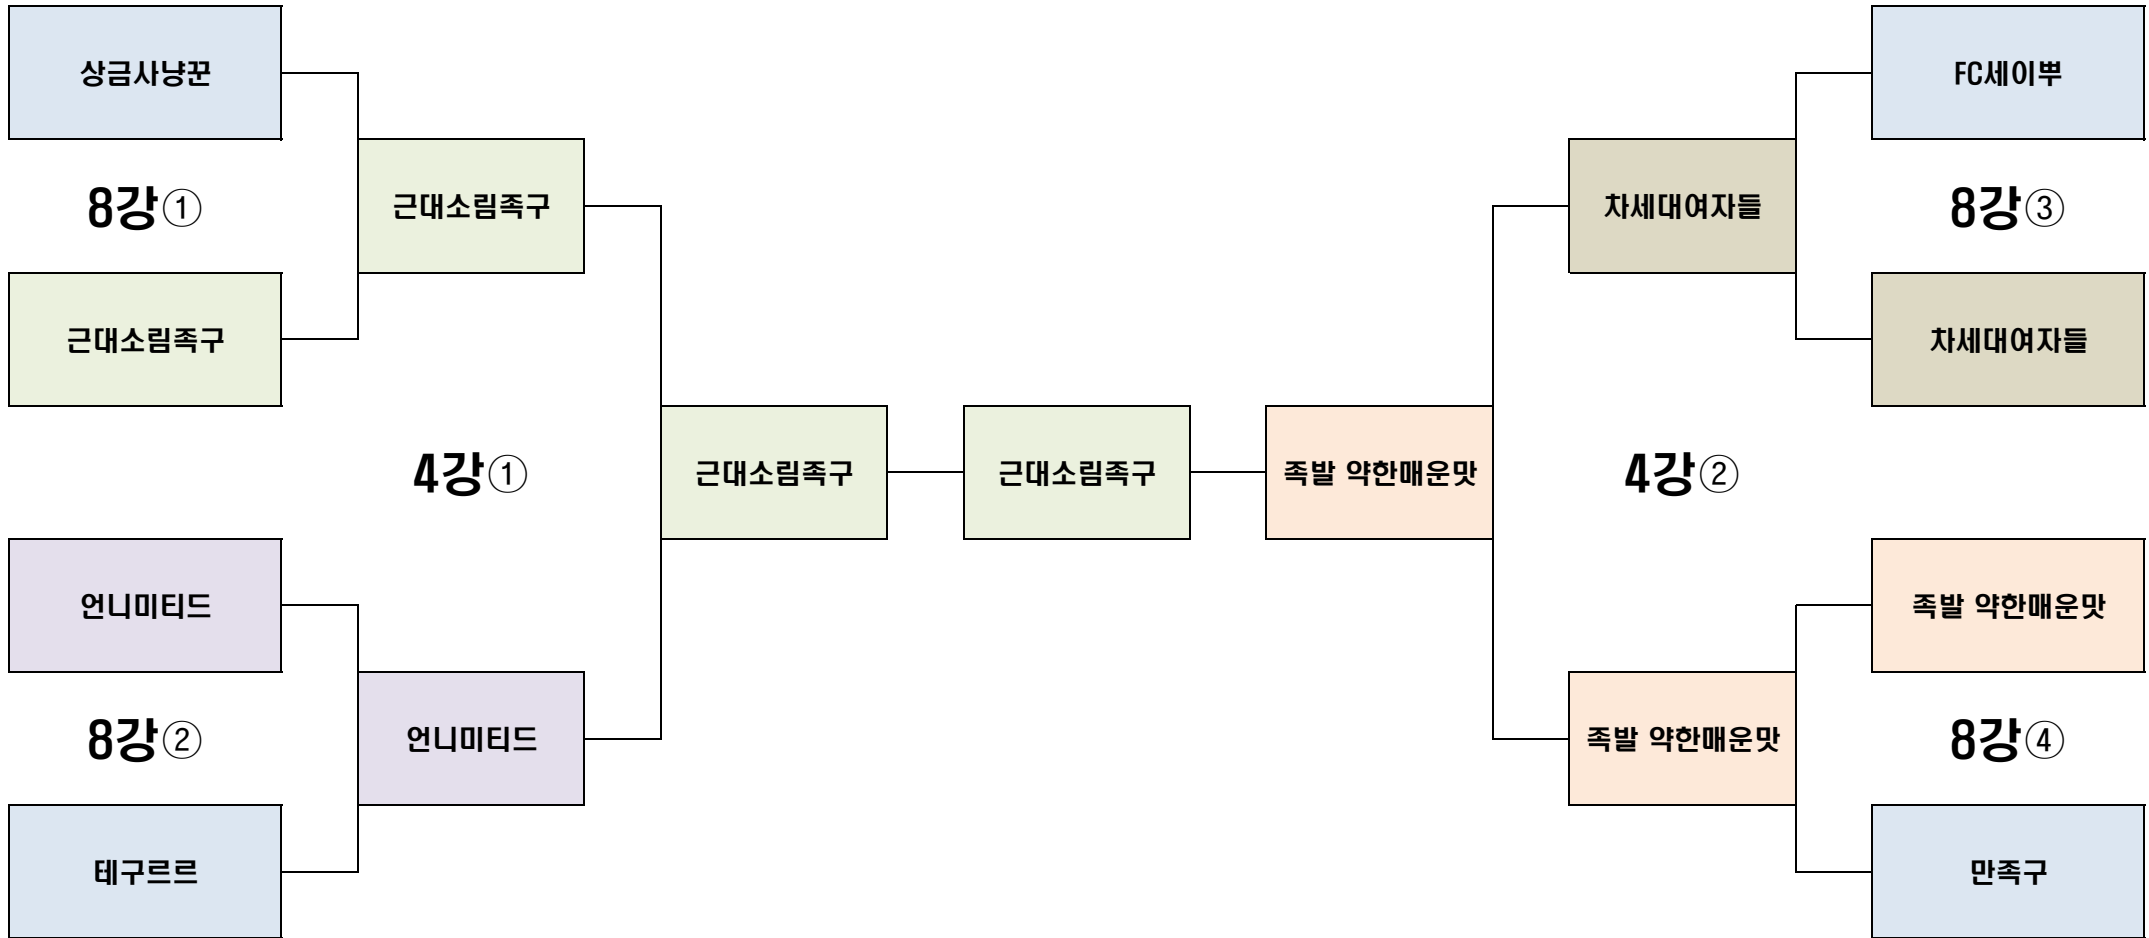 상금사냥꾼
8강①
근대소림족구
근대소림족구
4강①
언니미티드
8강②
테구르르
언니미티드
근대소림족구
근대소림족구
족발 약한매운맛
차세대여자들
4강②
족발 약한매운맛
FC세이뿌
8강③
차세대여자들
족발 약한매운맛
8강④
만족구